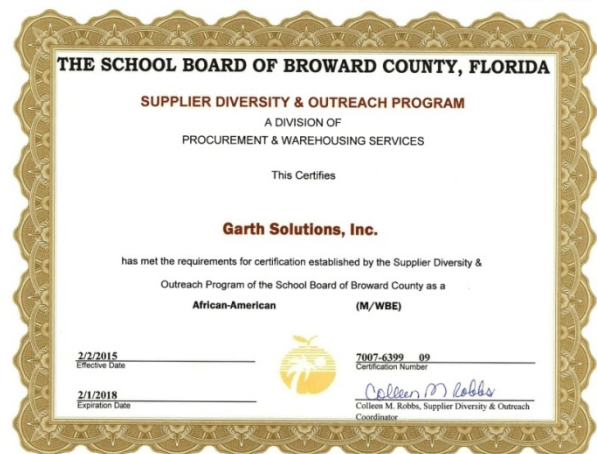 THE SCHOOL BOARD OF BROWARD COUNTY, FLORIDA
SUPPLIER DIVERSITY & OUTREACH PROGRAM
A DIVISION OF
PROCUREMENT & WAREHOUSING SERVICES
This Certifies
Garth Solutions, Inc.
has met the requirements for certification established by the Supplier Diversity &
Outreach Program of the School Board of Broward County as a
African-American (M/WBE)
2/2/2015
Effective Date
7007-6399 09
Certification Number
2/1/2018
Expiration Date
Colleen M Robbs
Colleen M. Robbs, Supplier Diversity & Outreach
Coordinator